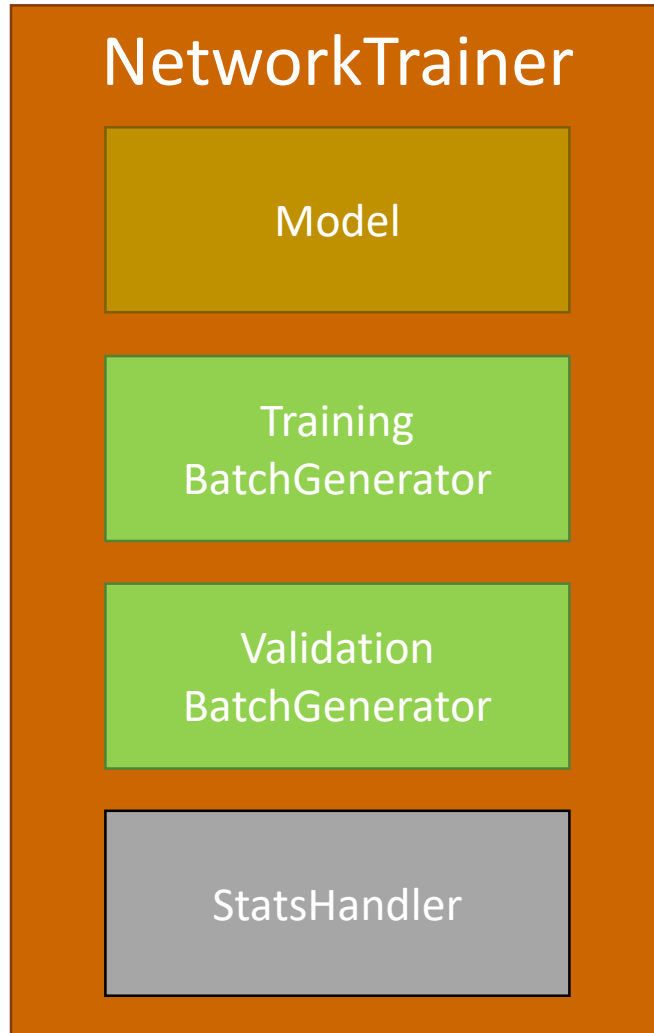 NetworkTrainer
Model
Training
BatchGenerator
Validation
BatchGenerator
StatsHandler